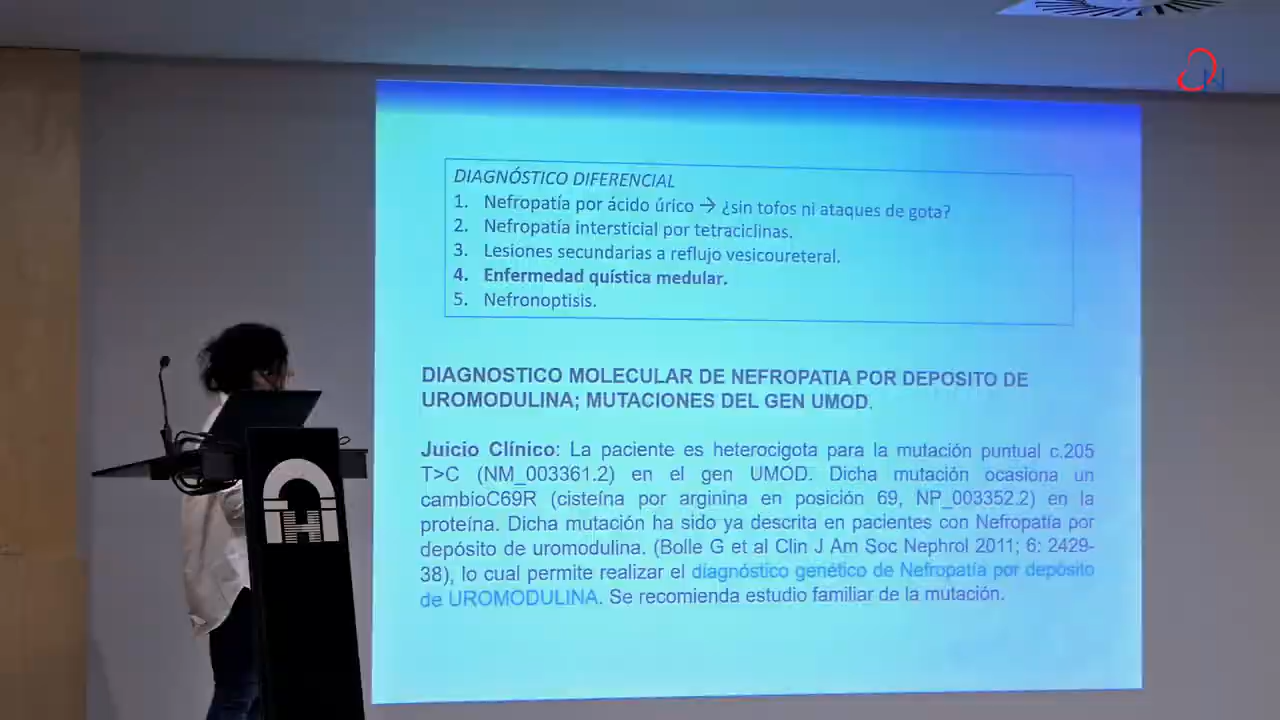 DIAGNÓSTICO DIFERENCIAL
1. Nefropatía por ácido úrico → ¿sin tofos ni ataques de gota?
2. Nefropatía intersticial por tetraciclinas.
3. Lesiones secundarias a reflujo vesicoureteral.
4. Enfermedad quística medular.
5. Nefronoptisis.
DIAGNOSTICO MOLECULAR DE NEFROPATIA POR DEPOSITO DE
UROMODULINA; MUTACIONES DEL GEN UMOD.
Juicio Clínico: La paciente es heterocigota para la mutación puntual c.205
T>C (NM_003361.2) en el gen UMOD. Dicha mutación ocasiona un
cambioC69R (cisteína por arginina en posición 69, NP_003352.2) en la
proteína. Dicha mutación ha sido ya descrita en pacientes con Nefropatía por
depósito de uromodulina. (Bolle G et al Clin J Am Soc Nephrol 2011; 6: 2429-
38), lo cual permite realizar el diagnóstico genético de Nefropatía por depósito
de UROMODULINA. Se recomienda estudio familiar de la mutación.